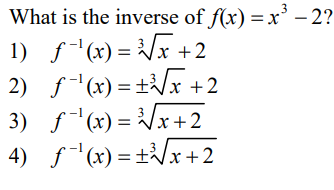 What is the inverse of f(x) = x³ – 2?
1) f⁻¹(x) = ∛x + 2
2) f⁻¹(x) = ±∛x + 2
3) f⁻¹(x) = ∛(x + 2)
4) f⁻¹(x) = ±∛(x + 2)